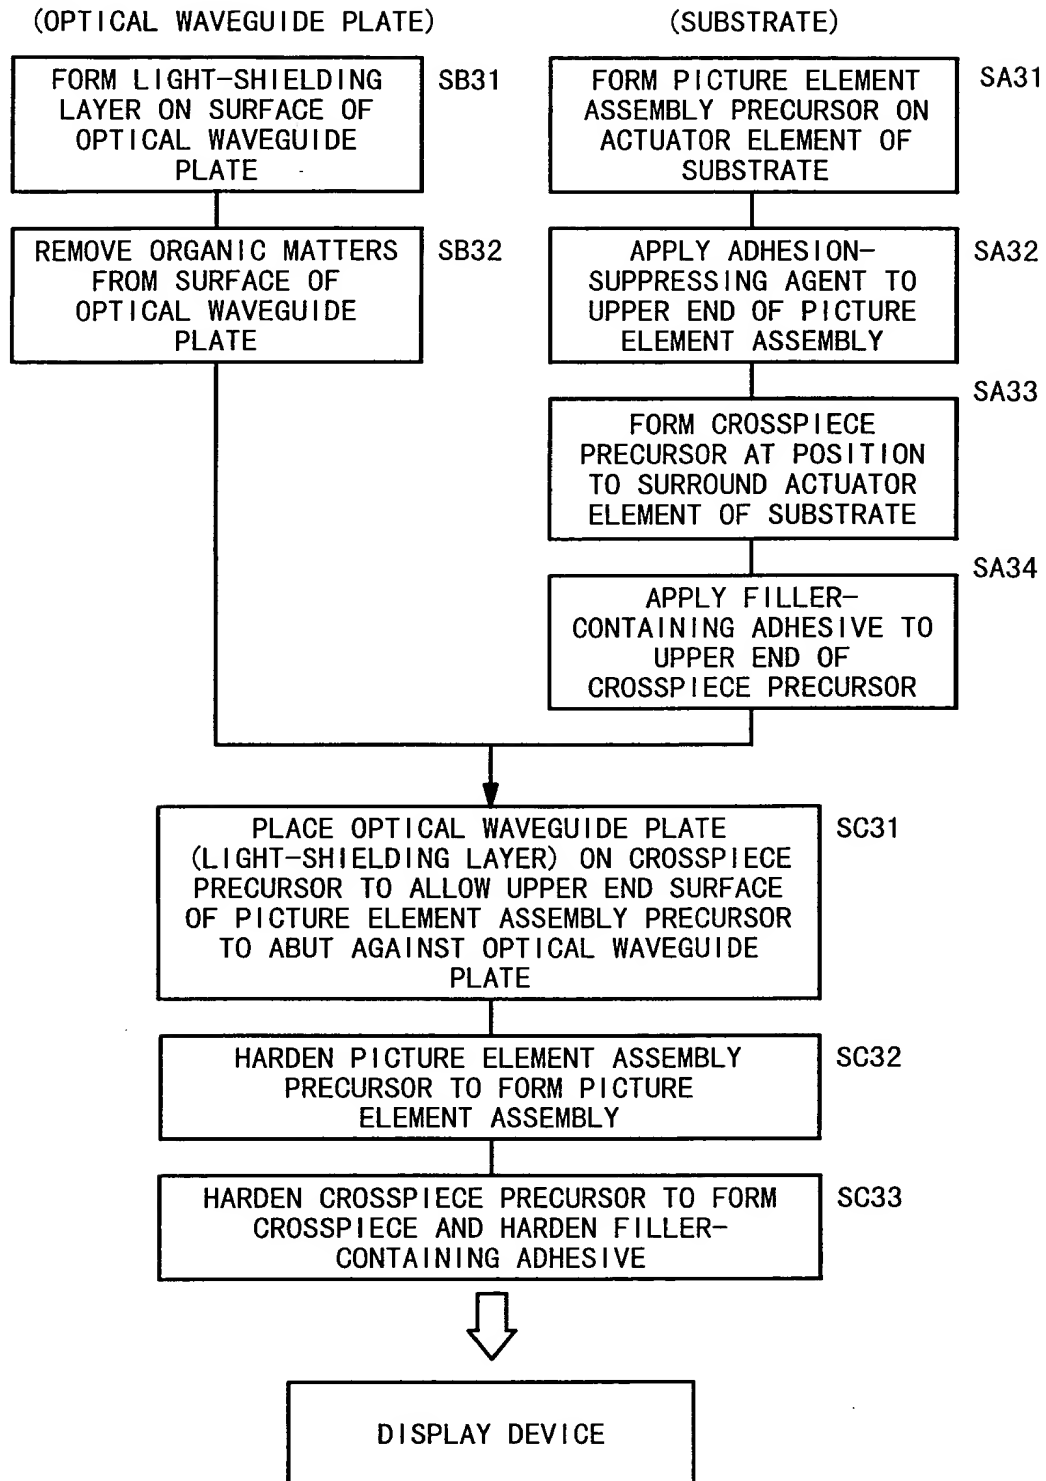 (OPTICAL WAVEGUIDE PLATE)
FORM LIGHT-SHIELDING
LAYER ON SURFACE OF
OPTICAL WAVEGUIDE
PLATE
SB31
REMOVE ORGANIC MATTERS
FROM SURFACE OF
OPTICAL WAVEGUIDE
PLATE
SB32
(SUBSTRATE)
FORM PICTURE ELEMENT
ASSEMBLY PRECURSOR ON
ACTUATOR ELEMENT OF
SUBSTRATE
SA31
APPLY ADHESION-
SUPPRESSING AGENT TO
UPPER END OF PICTURE
ELEMENT ASSEMBLY
SA32
FORM CROSSPIECE
PRECURSOR AT POSITION
TO SURROUND ACTUATOR
ELEMENT OF SUBSTRATE
SA33
APPLY FILLER-
CONTAINING ADHESIVE TO
UPPER END OF
CROSSPIECE PRECURSOR
SA34
PLACE OPTICAL WAVEGUIDE PLATE
(LIGHT-SHIELDING LAYER) ON CROSSPIECE
PRECURSOR TO ALLOW UPPER END SURFACE
OF PICTURE ELEMENT ASSEMBLY PRECURSOR
TO ABUT AGAINST OPTICAL WAVEGUIDE
PLATE
SC31
HARDEN PICTURE ELEMENT ASSEMBLY
PRECURSOR TO FORM PICTURE
ELEMENT ASSEMBLY
SC32
HARDEN CROSSPIECE PRECURSOR TO FORM
CROSSPIECE AND HARDEN FILLER-
CONTAINING ADHESIVE
SC33
DISPLAY DEVICE